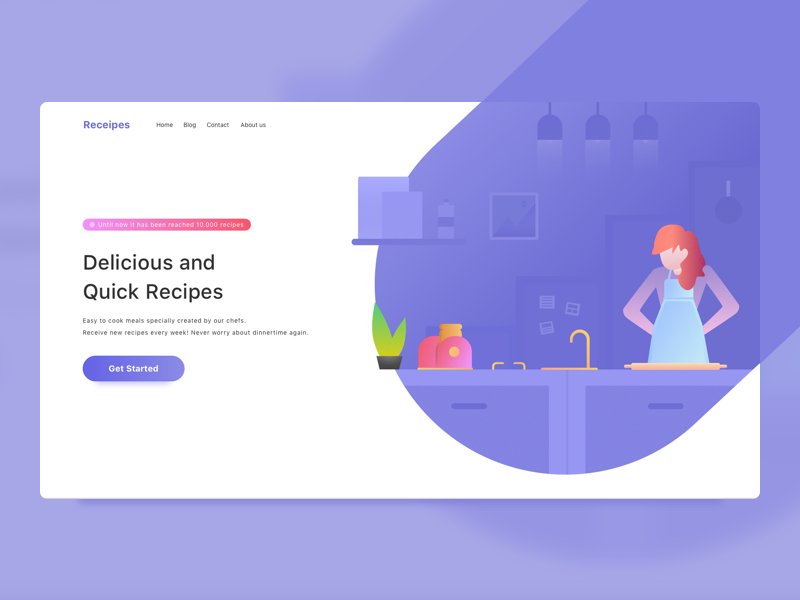 Receipes
Home Blog Contact About us
Until now it has been reached 10.000 recipes
Delicious and
Quick Recipes
Easy to cook meals specially created by our chefs.
Receive new recipes every week! Never worry about dinnertime again.
Get Started